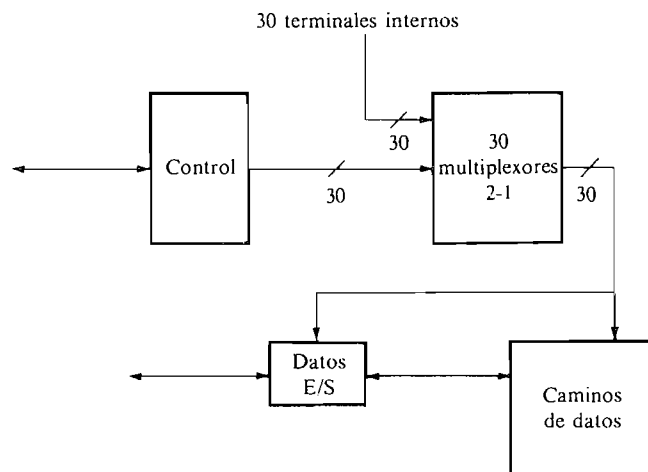 30 terminales internos
30
Control
30
30
multiplexores
2-1
30
Datos
E/S
Caminos
de datos